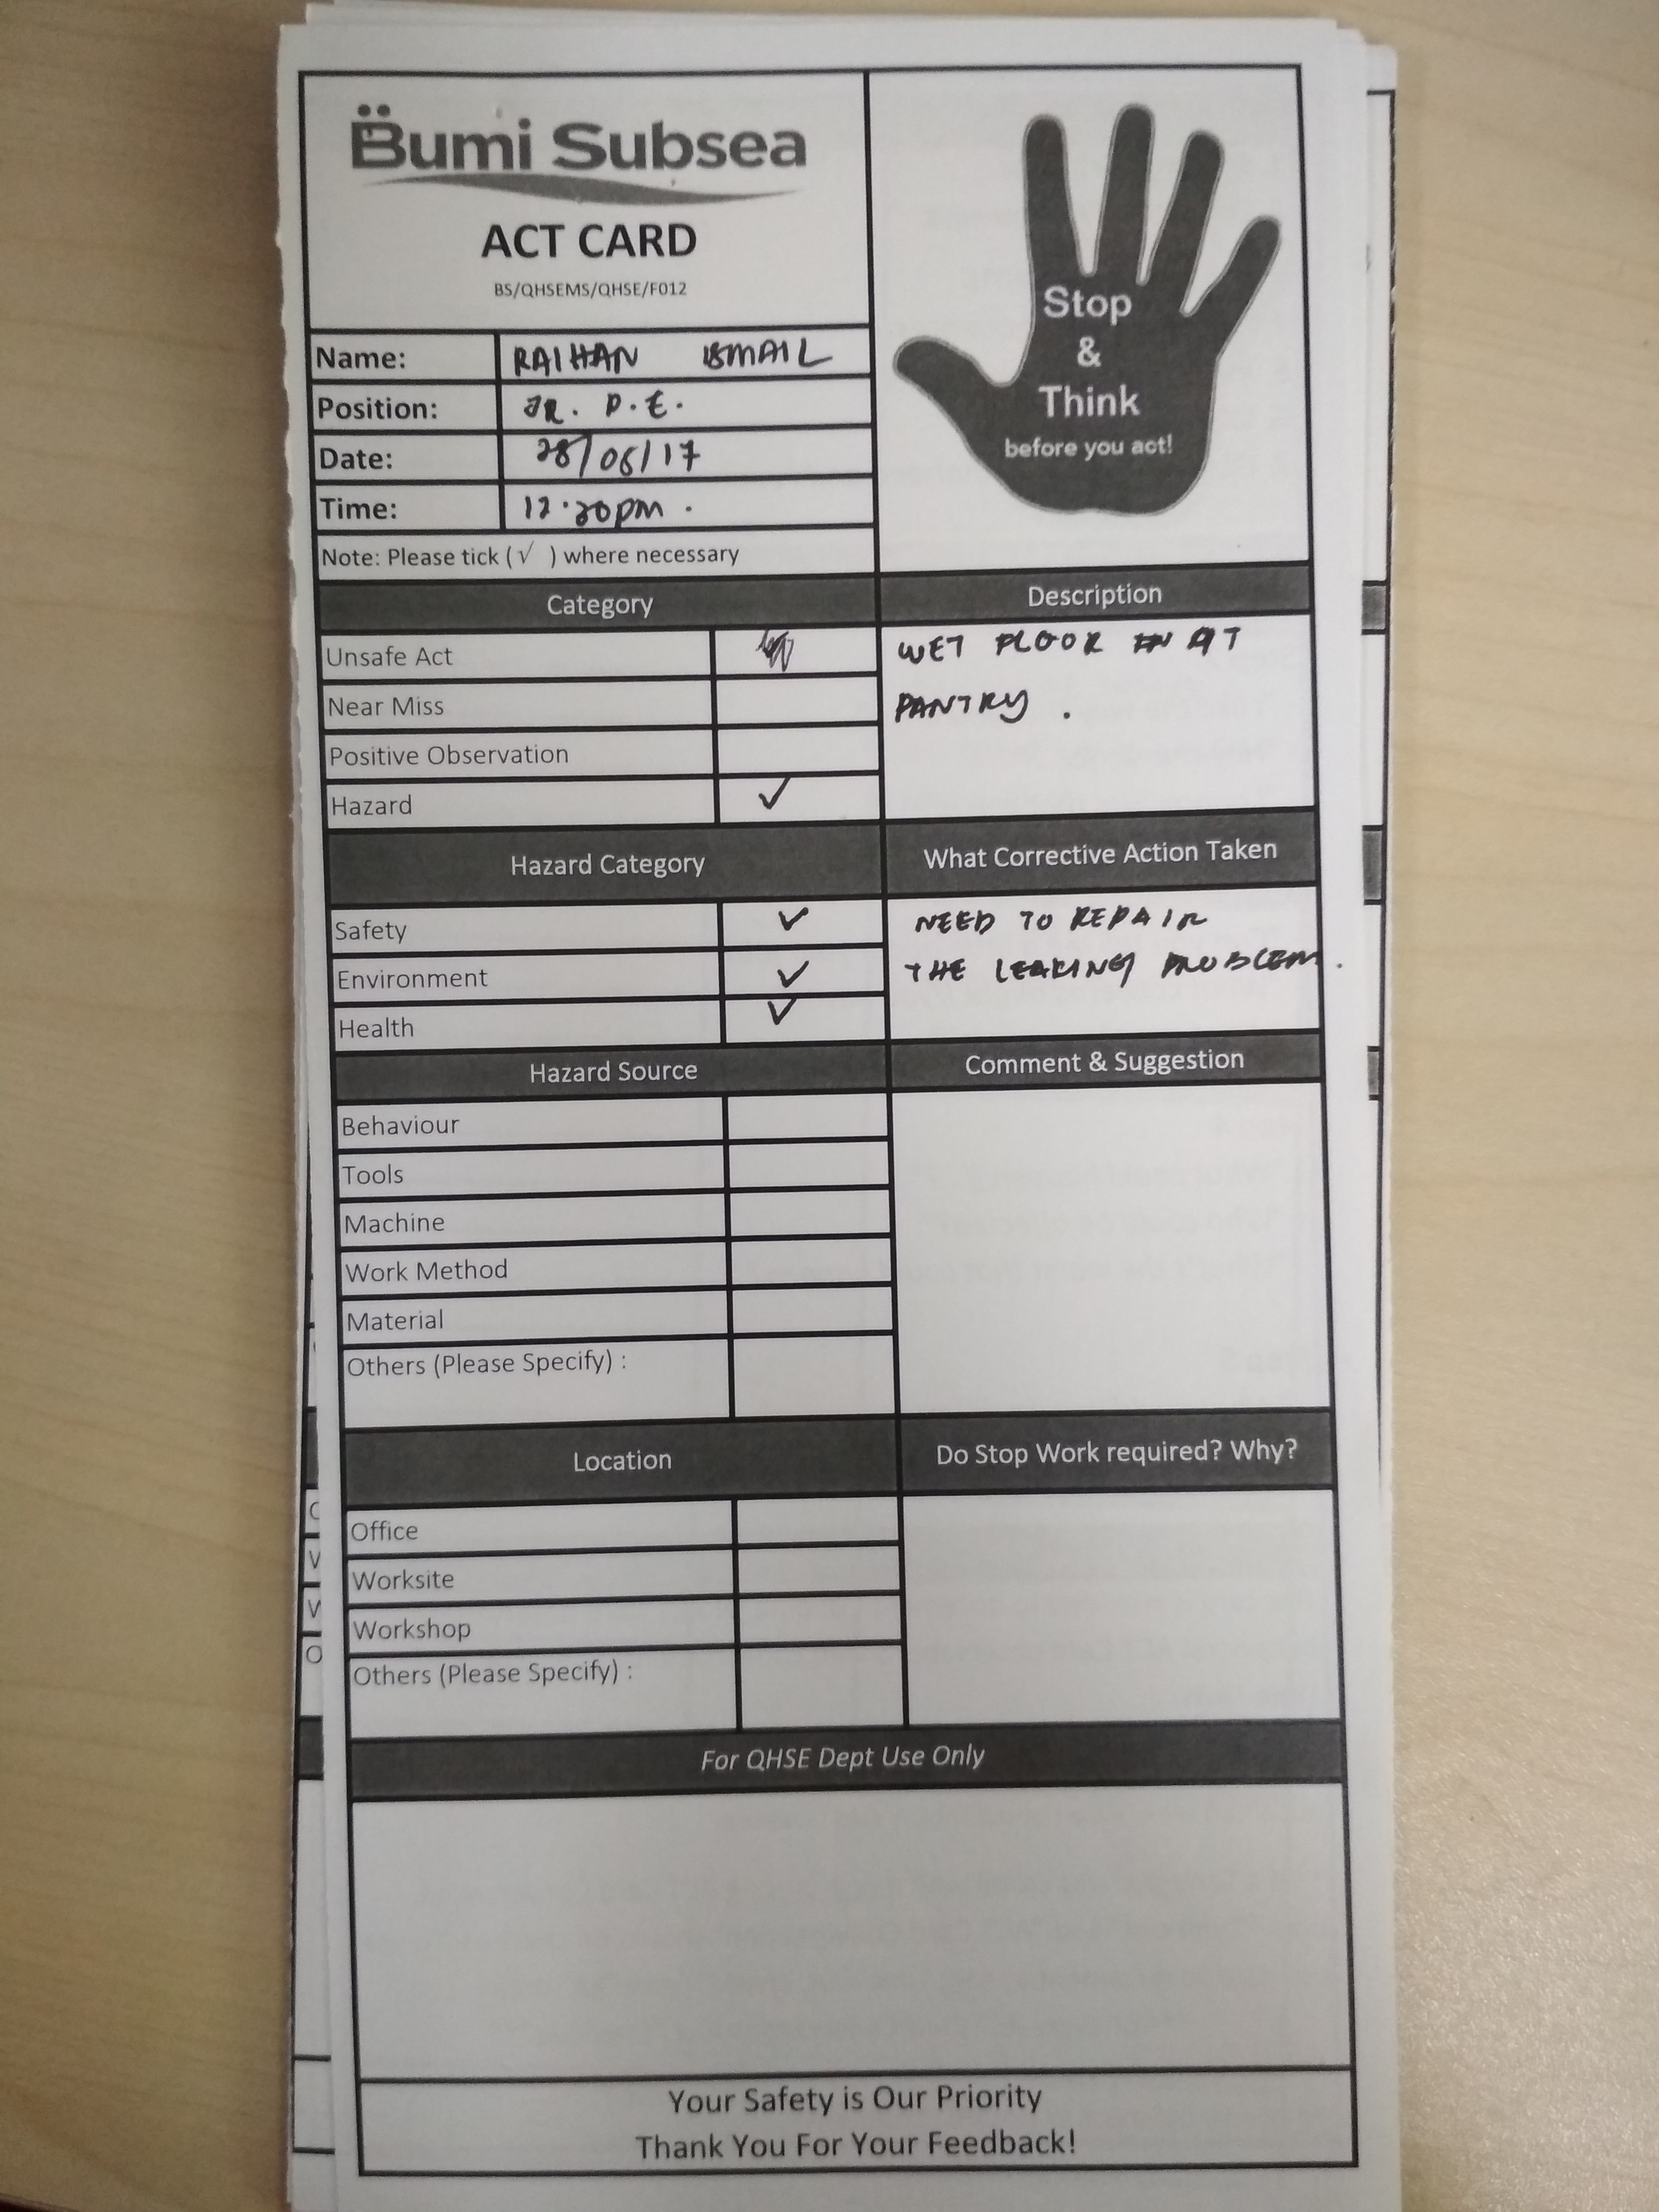 Bumi Subsea
ACT CARD
BS/QHSEMS/QHSE/F012
Stop
&
Think
before you act!
Name: RAIHAN ISMAIL
Position: JR. P.E.
Date: 28/06/17
Time: 12.20pm.
Note: Please tick (√ ) where necessary
Category
Description
Unsafe Act
Near Miss
Positive Observation
Hazard ✓
WET FLOOR AT
PANTRY.
Hazard Category
What Corrective Action Taken
Safety ✓
Environment ✓
Health ✓
NEED TO REPAIR
THE LEAKING PROBLEM.
Hazard Source
Comment & Suggestion
Behaviour
Tools
Machine
Work Method
Material
Others (Please Specify) :
Location
Do Stop Work required? Why?
Office
Worksite
Workshop
Others (Please Specify) :
For QHSE Dept Use Only
Your Safety is Our Priority
Thank You For Your Feedback!